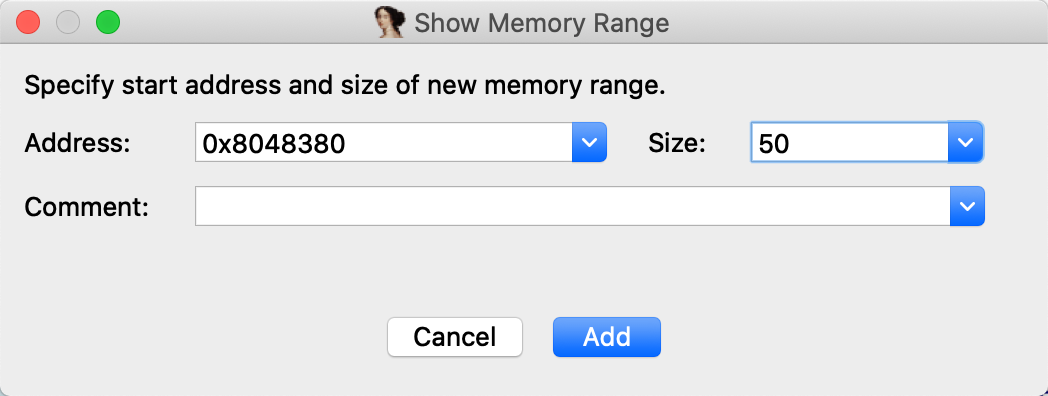 Show Memory Range
Specify start address and size of new memory range.
Address: 0x8048380 Size: 50
Comment:
Cancel Add